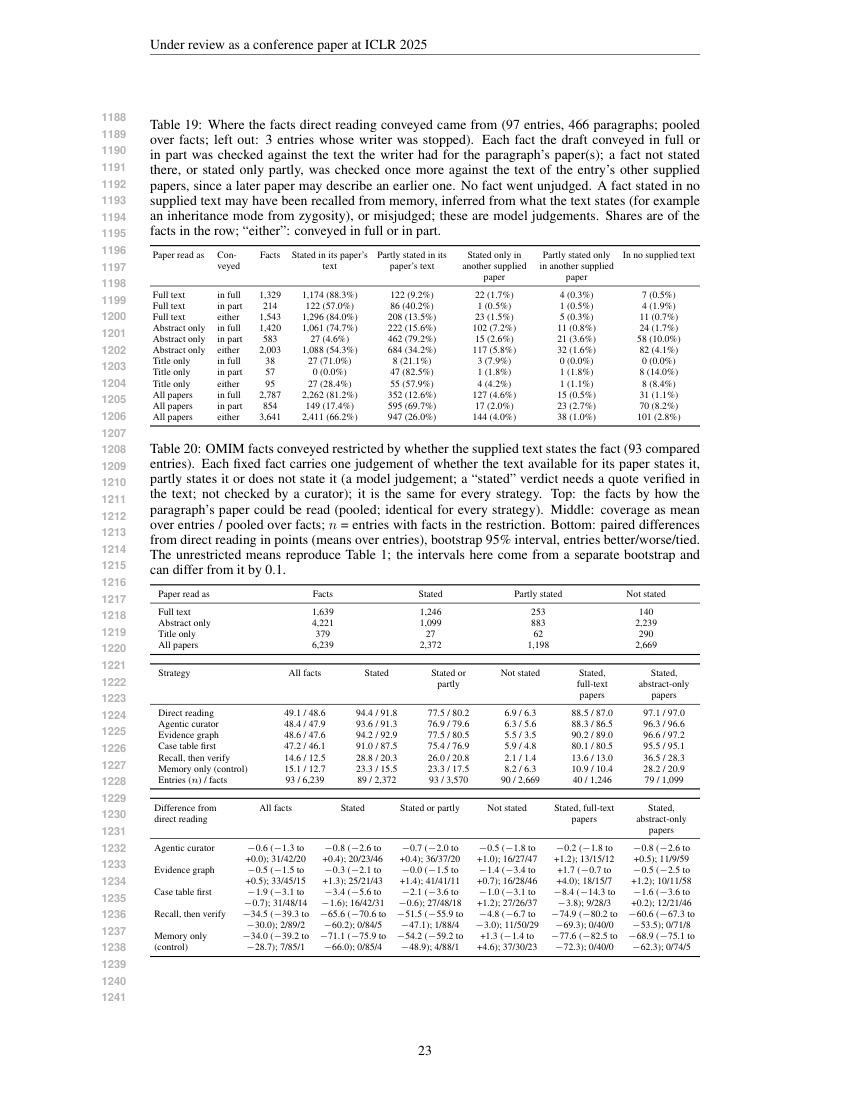 Under review as a conference paper at ICLR 2025
1188
1189
1190
1191
1192
1193
1194
1195
1196
1197
1198
1199
1200
1201
1202
1203
1204
1205
1206
1207
1208
1209
1210
1211
1212
1213
1214
1215
1216
1217
1218
1219
1220
1221
1222
1223
1224
1225
1226
1227
1228
1229
1230
1231
1232
1233
1234
1235
1236
1237
1238
1239
1240
1241
Table 19: Where the facts direct reading conveyed came from (97 entries, 466 paragraphs; pooled
over facts; left out: 3 entries whose writer was stopped). Each fact the draft conveyed in full or
in part was checked against the text the writer had for the paragraph's paper(s); a fact not stated
there, or stated only partly, was checked once more against the text of the entry's other supplied
papers, since a later paper may describe an earlier one. No fact went unjudged. A fact stated in no
supplied text may have been recalled from memory, inferred from what the text states (for example
an inheritance mode from zygosity), or misjudged; these are model judgements. Shares are of the
facts in the row; “either”: conveyed in full or in part.
Paper read as Con- Facts Stated in its paper's Partly stated in its Stated only in Partly stated only In no supplied text
veyed text paper's text another supplied in another supplied
paper paper
Full text in full 1,329 1,174 (88.3%) 122 (9.2%) 22 (1.7%) 4 (0.3%) 7 (0.5%)
Full text in part 214 122 (57.0%) 86 (40.2%) 1 (0.5%) 1 (0.5%) 4 (1.9%)
Full text either 1,543 1,296 (84.0%) 208 (13.5%) 23 (1.5%) 5 (0.3%) 11 (0.7%)
Abstract only in full 1,420 1,061 (74.7%) 222 (15.6%) 102 (7.2%) 11 (0.8%) 24 (1.7%)
Abstract only in part 583 27 (4.6%) 462 (79.2%) 15 (2.6%) 21 (3.6%) 58 (10.0%)
Abstract only either 2,003 1,088 (54.3%) 684 (34.2%) 117 (5.8%) 32 (1.6%) 82 (4.1%)
Title only in full 38 27 (71.0%) 8 (21.1%) 3 (7.9%) 0 (0.0%) 0 (0.0%)
Title only in part 57 0 (0.0%) 47 (82.5%) 1 (1.8%) 1 (1.8%) 8 (14.0%)
Title only either 95 27 (28.4%) 55 (57.9%) 4 (4.2%) 1 (1.1%) 8 (8.4%)
All papers in full 2,787 2,262 (81.2%) 352 (12.6%) 127 (4.6%) 15 (0.5%) 31 (1.1%)
All papers in part 854 149 (17.4%) 595 (69.7%) 17 (2.0%) 23 (2.7%) 70 (8.2%)
All papers either 3,641 2,411 (66.2%) 947 (26.0%) 144 (4.0%) 38 (1.0%) 101 (2.8%)
Table 20: OMIM facts conveyed restricted by whether the supplied text states the fact (93 compared
entries). Each fixed fact carries one judgement of whether the text available for its paper states it,
partly states it or does not state it (a model judgement; a “stated” verdict needs a quote verified in
the text; not checked by a curator); it is the same for every strategy. Top: the facts by how the
paragraph's paper could be read (pooled; identical for every strategy). Middle: coverage as mean
over entries / pooled over facts; n = entries with facts in the restriction. Bottom: paired differences
from direct reading in points (means over entries), bootstrap 95% interval, entries better/worse/tied.
The unrestricted means reproduce Table 1; the intervals here come from a separate bootstrap and
can differ from it by 0.1.
Paper read as Facts Stated Partly stated Not stated
Full text 1,639 1,246 253 140
Abstract only 4,221 1,099 883 2,239
Title only 379 27 62 290
All papers 6,239 2,372 1,198 2,669
Strategy All facts Stated Stated or Not stated Stated, Stated,
partly full-text abstract-only
papers papers
Direct reading 49.1 / 48.6 94.4 / 91.8 77.5 / 80.2 6.9 / 6.3 88.5 / 87.0 97.1 / 97.0
Agentic curator 48.4 / 47.9 93.6 / 91.3 76.9 / 79.6 6.3 / 5.6 88.3 / 86.5 96.3 / 96.6
Evidence graph 48.6 / 47.6 94.2 / 92.9 77.5 / 80.5 5.5 / 3.5 90.2 / 89.0 96.6 / 97.2
Case table first 47.2 / 46.1 91.0 / 87.5 75.4 / 76.9 5.9 / 4.8 80.1 / 80.5 95.5 / 95.1
Recall, then verify 14.6 / 12.5 28.8 / 20.3 26.0 / 20.8 2.1 / 1.4 13.6 / 13.0 36.5 / 28.3
Memory only (control) 15.1 / 12.7 23.3 / 15.5 23.3 / 17.5 8.2 / 6.3 10.9 / 10.4 28.2 / 20.9
Entries (n) / facts 93 / 6,239 89 / 2,372 93 / 3,570 90 / 2,669 40 / 1,246 79 / 1,099
Difference from All facts Stated Stated or partly Not stated Stated, full-text Stated,
direct reading papers abstract-only
papers
Agentic curator −0.6 (−1.3 to −0.8 (−2.6 to −0.7 (−2.0 to −0.5 (−1.8 to −0.2 (−1.8 to −0.8 (−2.6 to
+0.0); 31/42/20 +0.4); 20/23/46 +0.4); 36/37/20 +1.0); 16/27/47 +1.2); 13/15/12 +0.5); 11/9/59
Evidence graph −0.5 (−1.5 to −0.3 (−2.1 to −0.0 (−1.5 to −1.4 (−3.4 to +1.7 (−0.7 to −0.5 (−2.5 to
+0.5); 33/45/15 +1.3); 25/21/43 +1.4); 41/41/11 +0.7); 16/28/46 +4.0); 18/15/7 +1.2); 10/11/58
Case table first −1.9 (−3.1 to −3.4 (−5.6 to −2.1 (−3.6 to −1.0 (−3.1 to −8.4 (−14.3 to −1.6 (−3.6 to
−0.7); 31/48/14 −1.6); 16/42/31 −0.6); 27/48/18 +1.2); 27/26/37 −3.8); 9/28/3 +0.2); 12/21/46
Recall, then verify −34.5 (−39.3 to −65.6 (−70.6 to −51.5 (−55.9 to −4.8 (−6.7 to −74.9 (−80.2 to −60.6 (−67.3 to
−30.0); 2/89/2 −60.2); 0/84/5 −47.1); 1/88/4 −3.0); 11/50/29 −69.3); 0/40/0 −53.5); 0/71/8
Memory only −34.0 (−39.2 to −71.1 (−75.9 to −54.2 (−59.2 to +1.3 (−1.4 to −77.6 (−82.5 to −68.9 (−75.1 to
(control) −28.7); 7/85/1 −66.0); 0/85/4 −48.9); 4/88/1 +4.6); 37/30/23 −72.3); 0/40/0 −62.3); 0/74/5
23